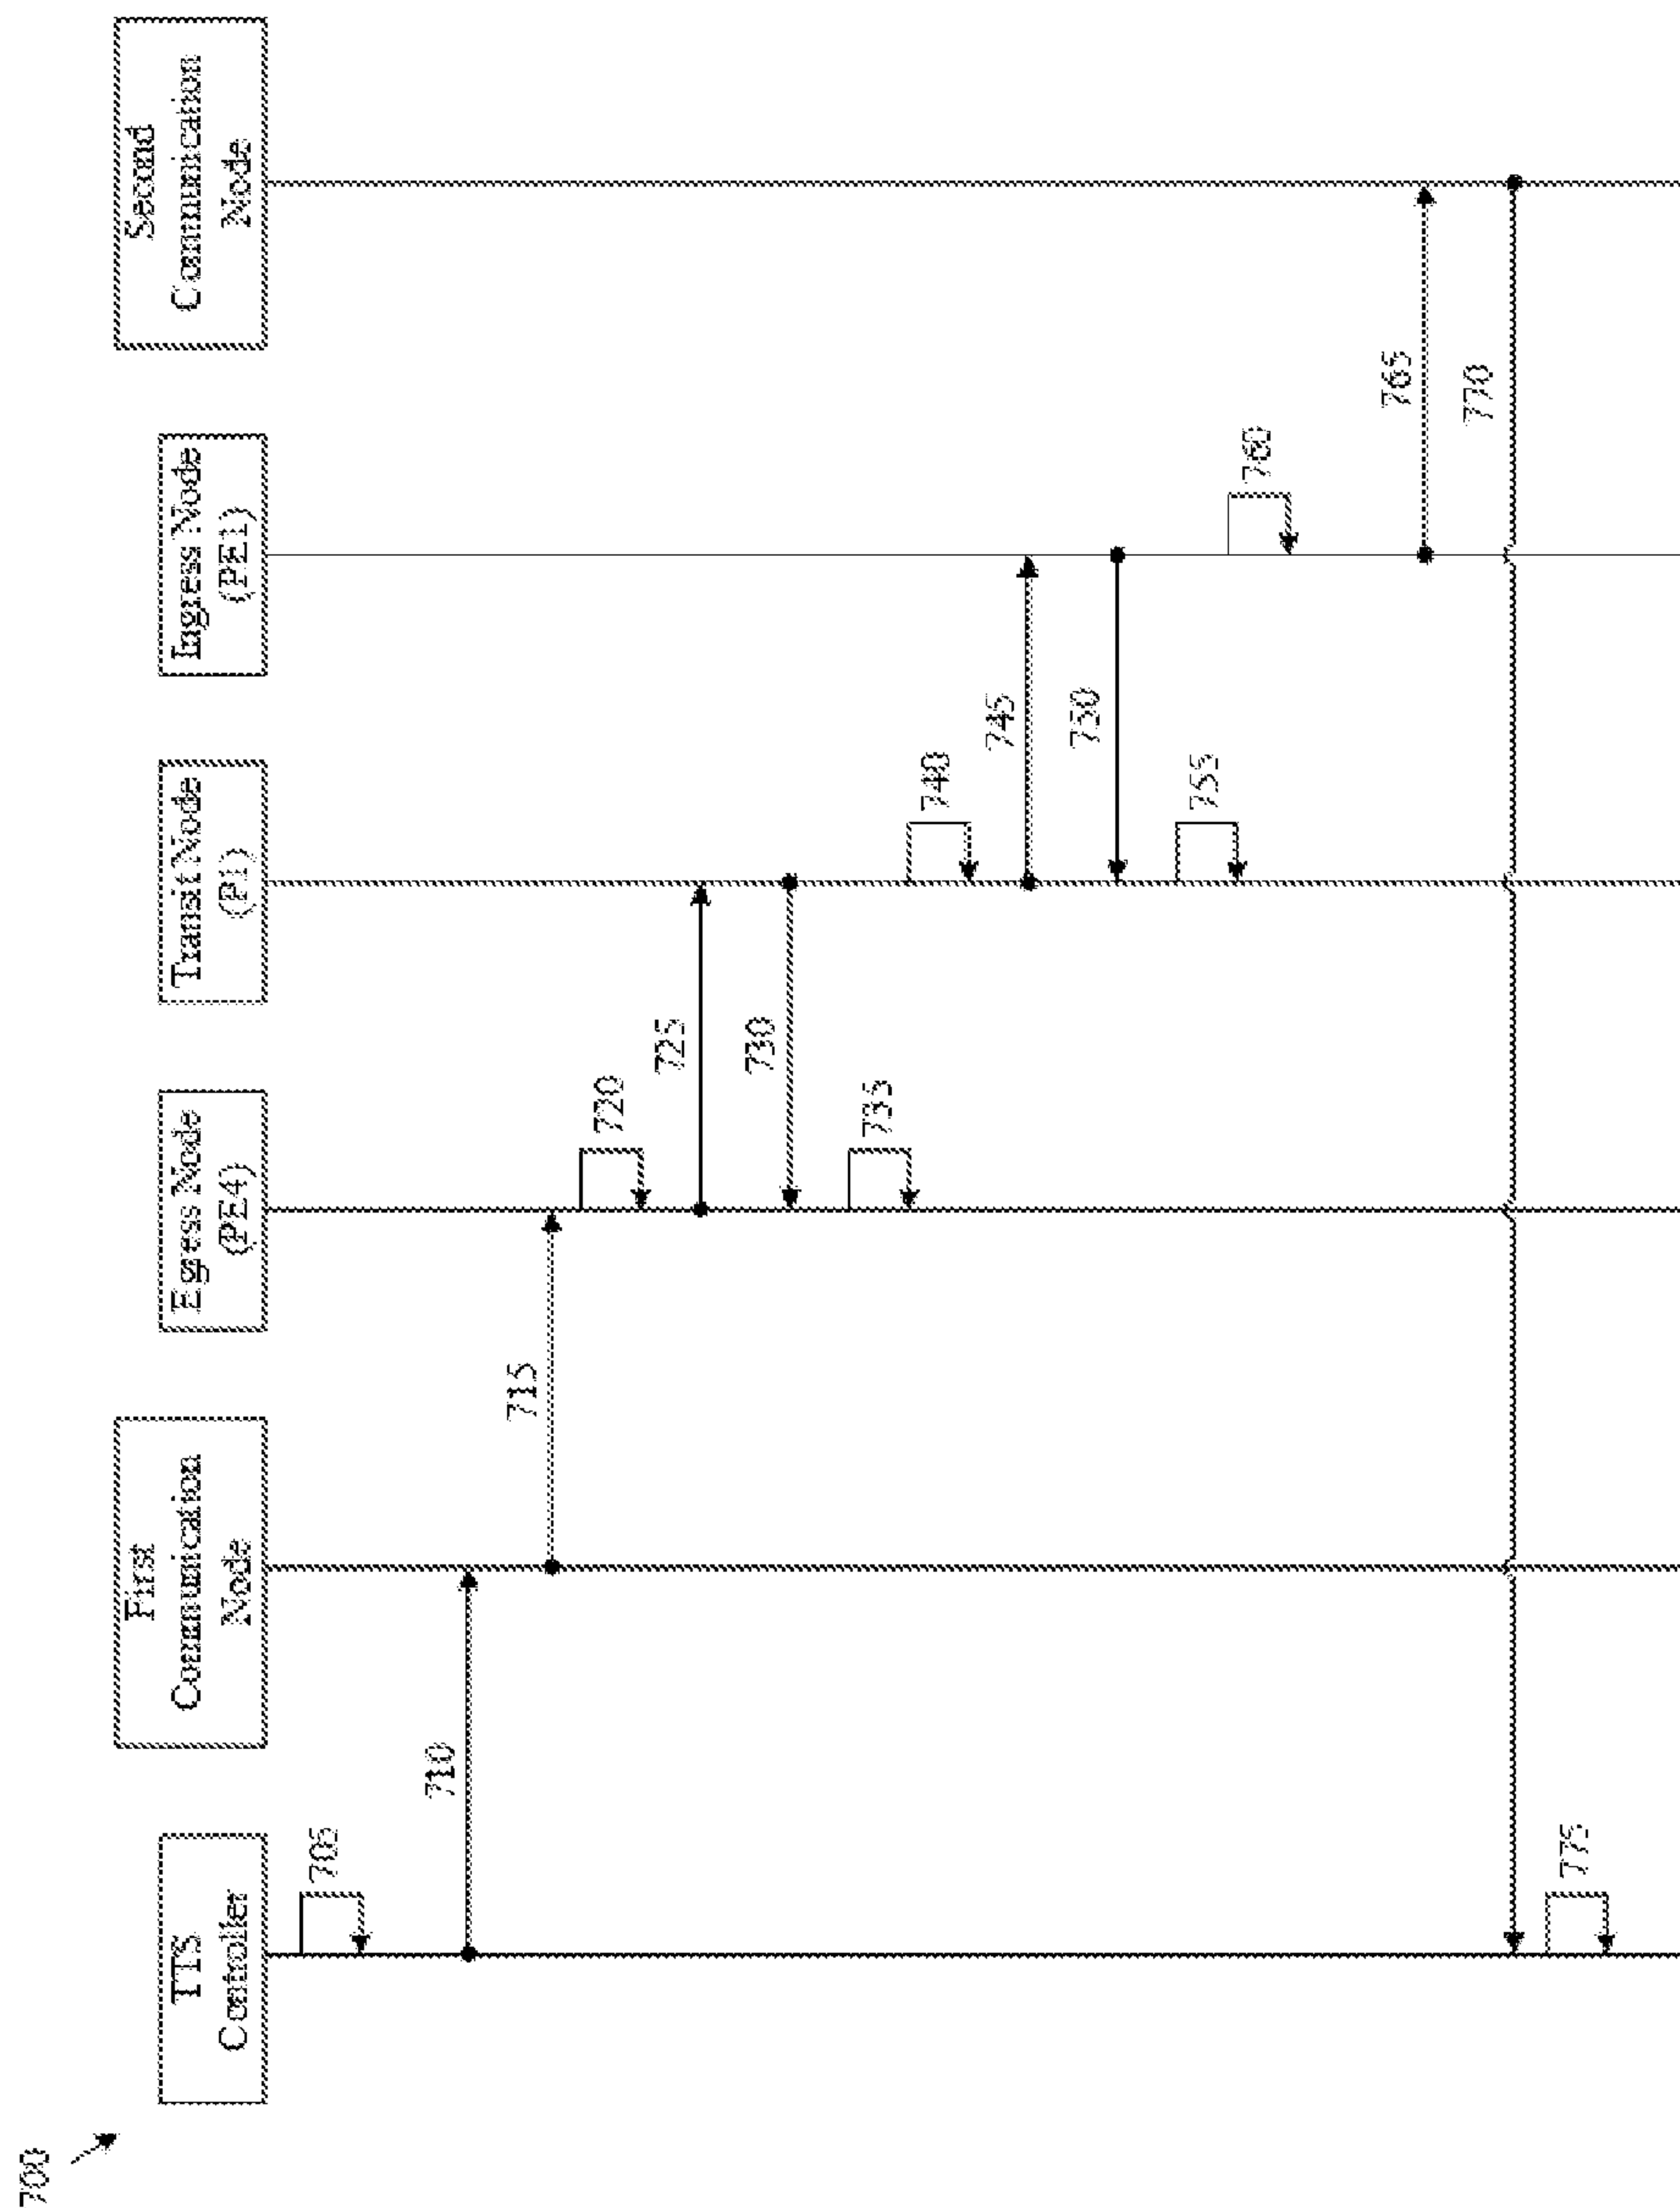 700
TTS
Controller
First
Communication
Node
Egress Node
(PE4)
Transit Node
(P1)
Ingress Node
(PE1)
Second
Communication
Node
705
710
715
720
725
730
735
740
745
750
755
760
765
770
775